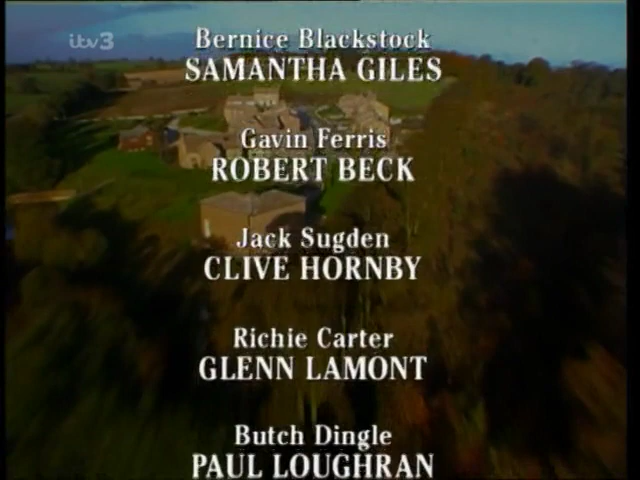 itv3
Bernice Blackstock
SAMANTHA GILES
Gavin Ferris
ROBERT BECK
Jack Sugden
CLIVE HORNBY
Richie Carter
GLENN LAMONT
Butch Dingle
PAUL LOUGHRAN